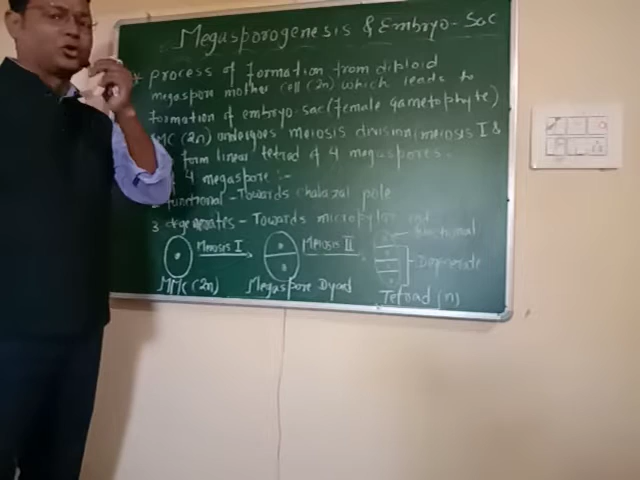 Megasporogenesis & Embryo-Sac
* Process of formation from diploid
megaspore mother cell (2n) which leads to
formation of embryo-sac (female gametophyte)
MC (2n) undergoes meiosis division (meiosis I &
form linear tetrad of 4 megaspores.
4 megaspore :-
functional - Towards chalazal pole
3 degenerates - Towards micropylar end
functional
Meiosis I
Meiosis II
Degenerate
MMC (2n)
Megaspore Dyad
Tetrad (n)